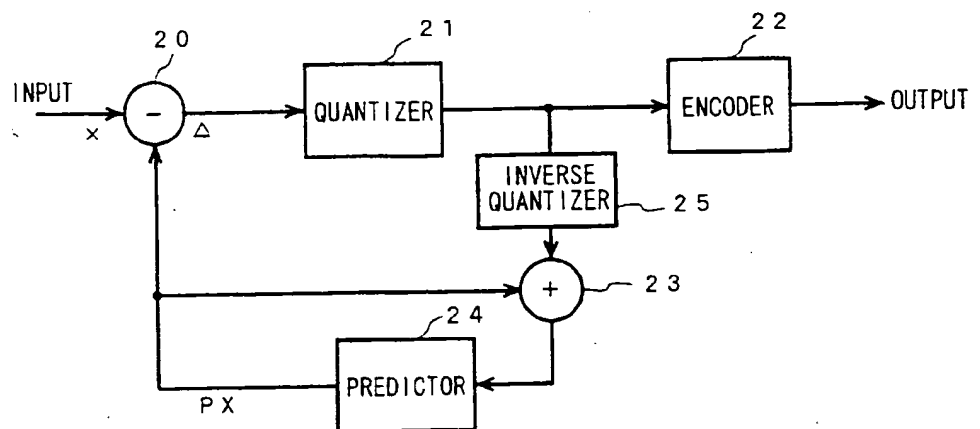 20
21
22
INPUT
x
-
△
QUANTIZER
ENCODER
OUTPUT
INVERSE
QUANTIZER
25
+
23
24
PREDICTOR
PX